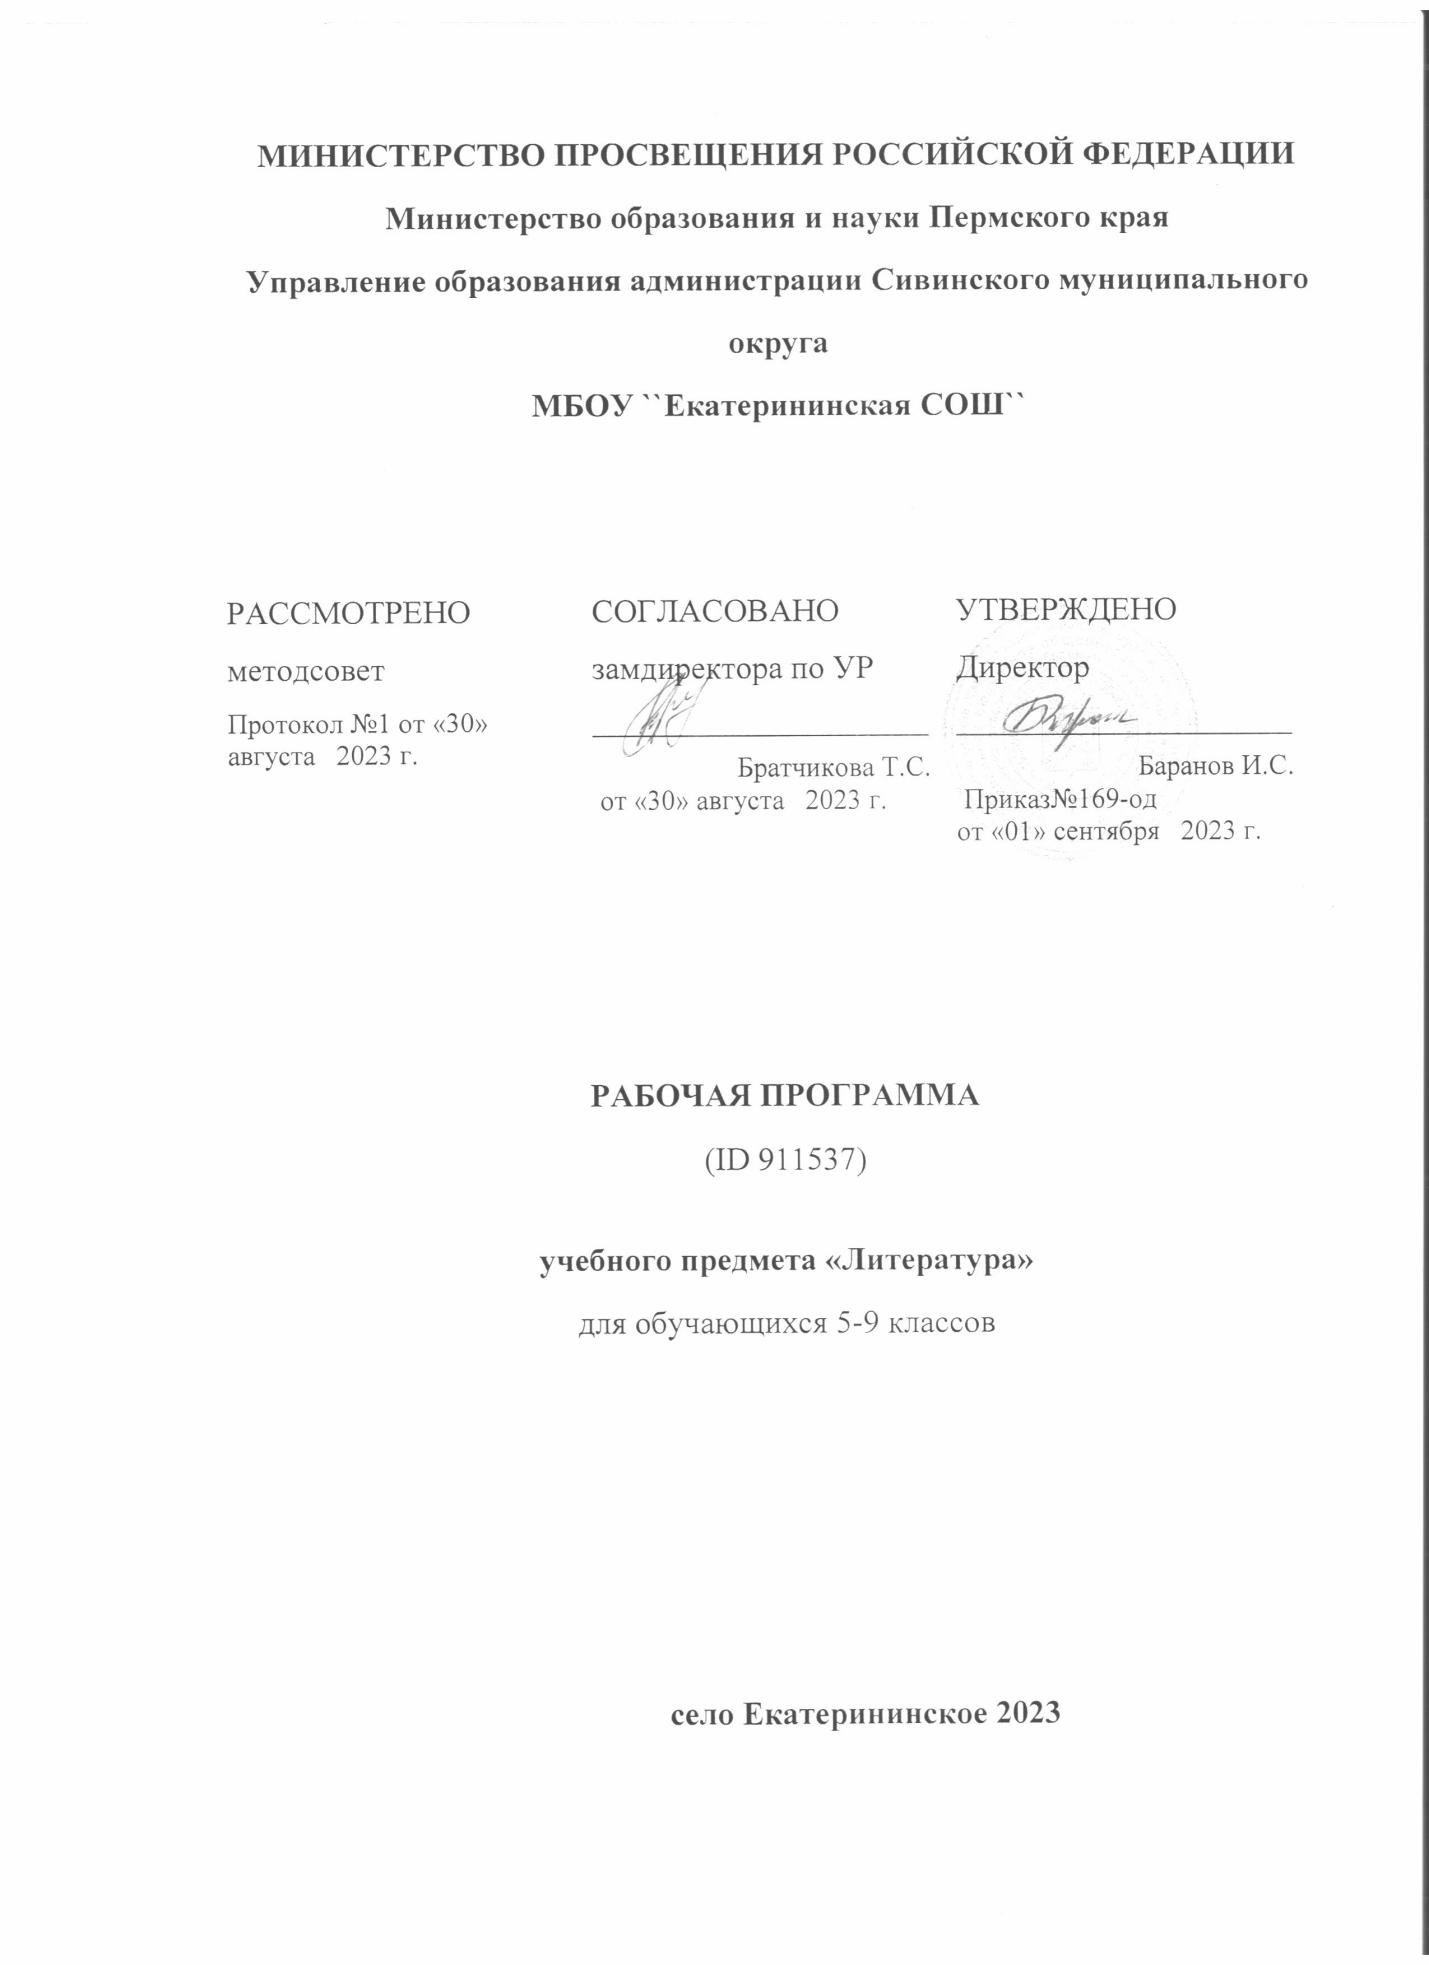 МИНИСТЕРСТВО ПРОСВЕЩЕНИЯ РОССИЙСКОЙ ФЕДЕРАЦИИ
Министерство образования и науки Пермского края
Управление образования администрации Сивинского муниципального
округа
МБОУ ``Екатерининская СОШ``
РАССМОТРЕНО
методсовет
Протокол №1 от «30»
августа 2023 г.
СОГЛАСОВАНО
замдиректора по УР
Братчикова Т.С.
от «30» августа 2023 г.
УТВЕРЖДЕНО
Директор
Баранов И.С.
Приказ№169-од
от «01» сентября 2023 г.
РАБОЧАЯ ПРОГРАММА
(ID 911537)
учебного предмета «Литература»
для обучающихся 5-9 классов
село Екатерининское 2023